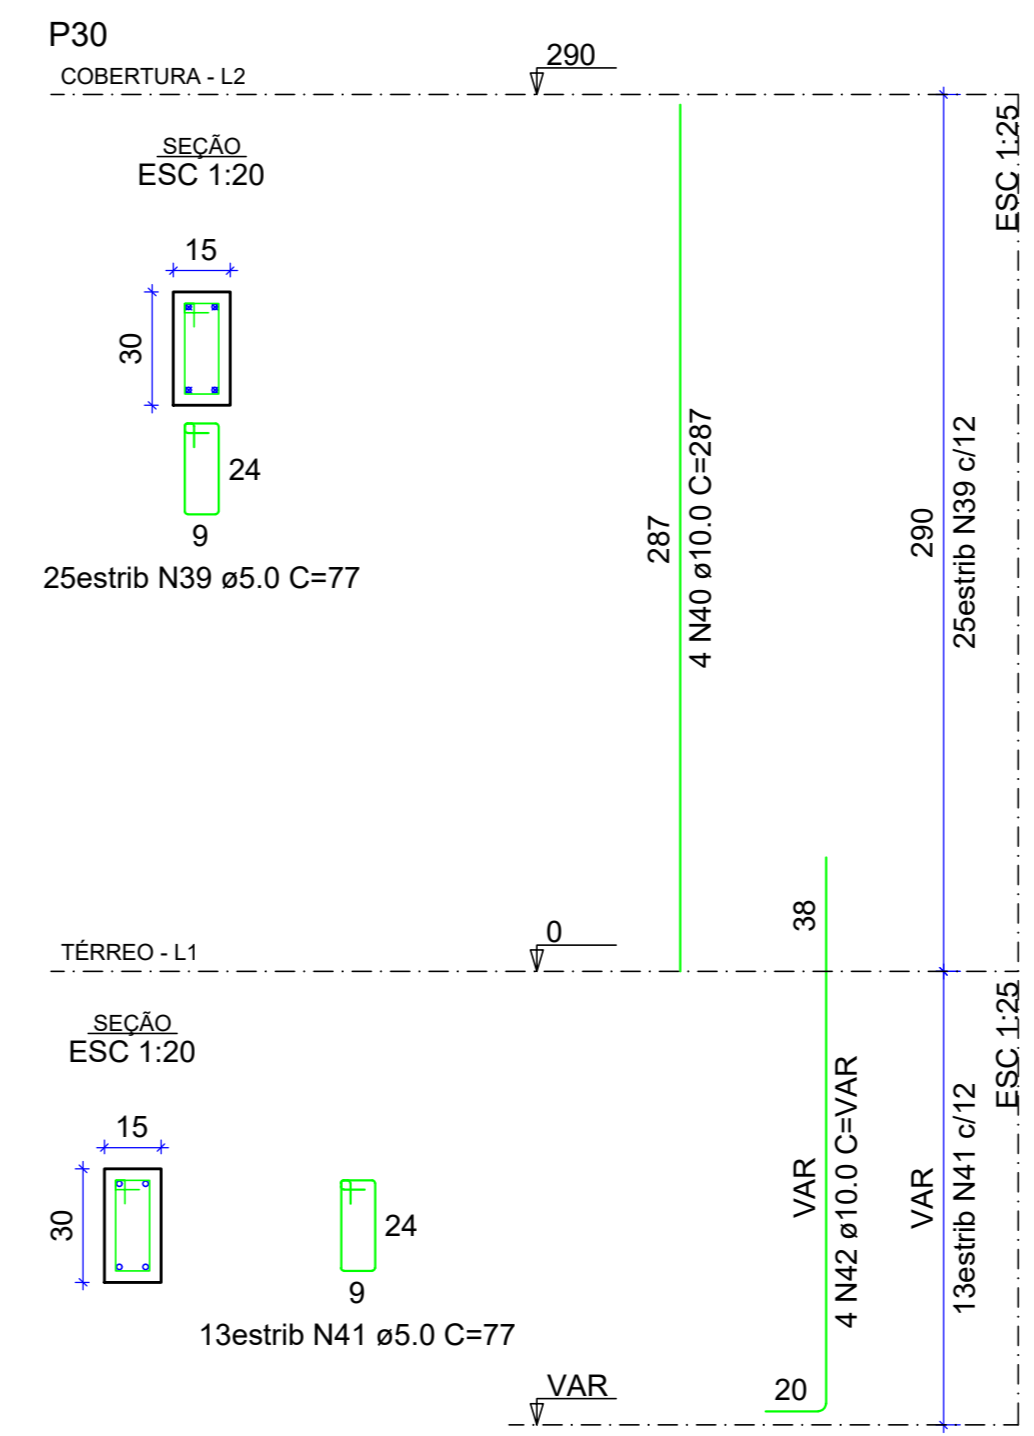 P30
COBERTURA - L2
290
SEÇÃO
ESC 1:20
ESC 1:25
15
30
24
9
25estrib N39 ø5.0 C=77
287
4 N40 ø10.0 C=287
290
25estrib N39 c/12
38
TÉRREO - L1
0
SEÇÃO
ESC 1:20
ESC 1:25
15
30
24
9
13estrib N41 ø5.0 C=77
VAR
4 N42 ø10.0 C=VAR
VAR
13estrib N41 c/12
20
VAR